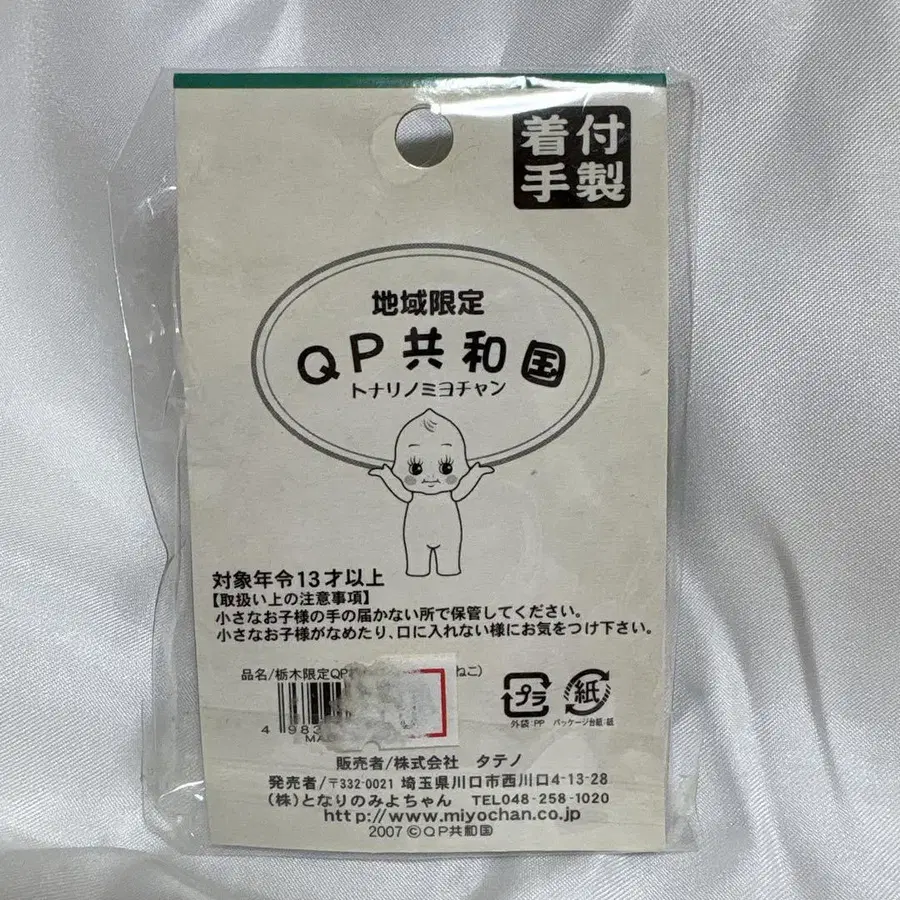 着付
手製
地域限定
QP共和国
トナリノミヨチャン
対象年令13才以上
【取扱い上の注意事項】
小さなお子様の手の届かない所で保管してください。
小さなお子様がなめたり、口に入れない様にお気をつけ下さい。
品名/栃木限定QP ねこ)
4 983
MA
プラ
紙
外袋:PP パッケージ台紙:紙
販売者/株式会社 タテノ
発売者/〒332-0021 埼玉県川口市西川口4-13-28
(株)となりのみよちゃん TEL048-258-1020
http://www.miyochan.co.jp
2007 ©QP共和国